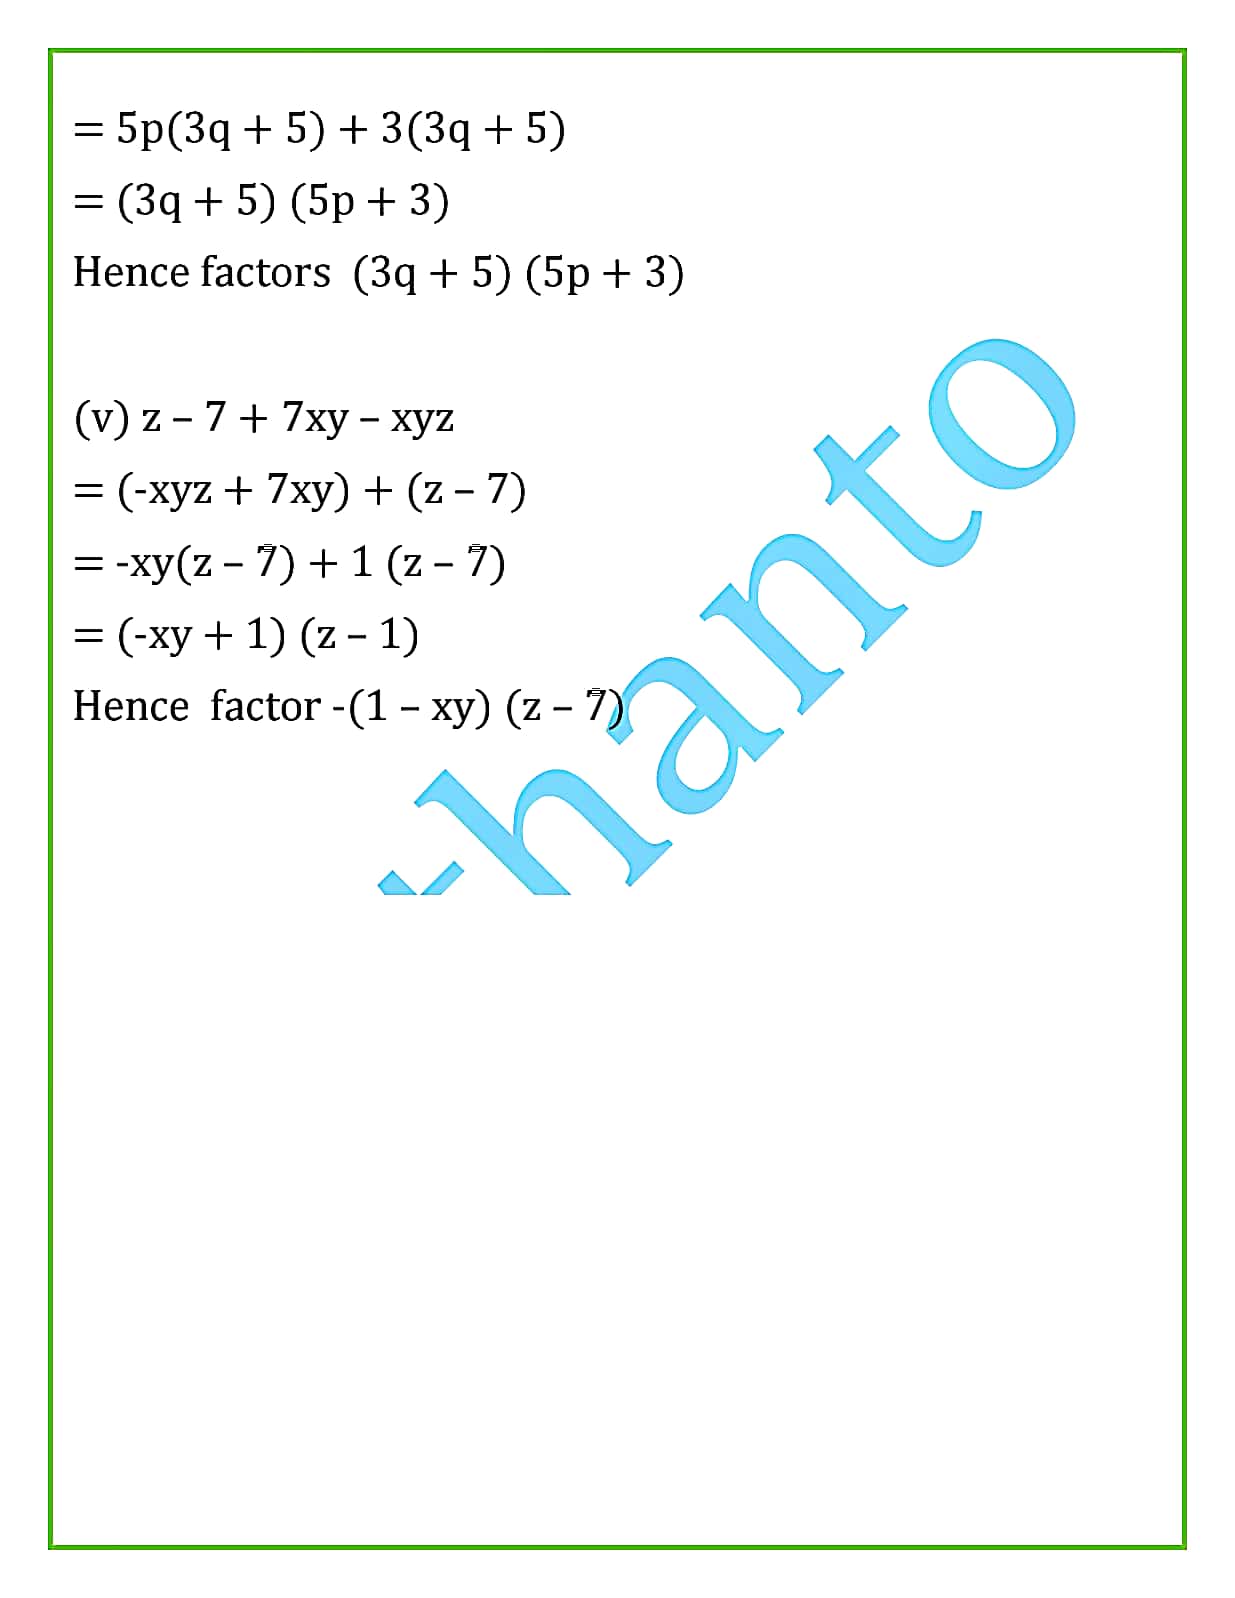 = 5p(3q + 5) + 3(3q + 5)
= (3q + 5) (5p + 3)
Hence factors (3q + 5) (5p + 3)
(v) z – 7 + 7xy – xyz
= (-xyz + 7xy) + (z – 7)
= -xy(z – 7) + 1 (z – 7)
= (-xy + 1) (z – 1)
Hence factor -(1 – xy) (z – 7)
hanto